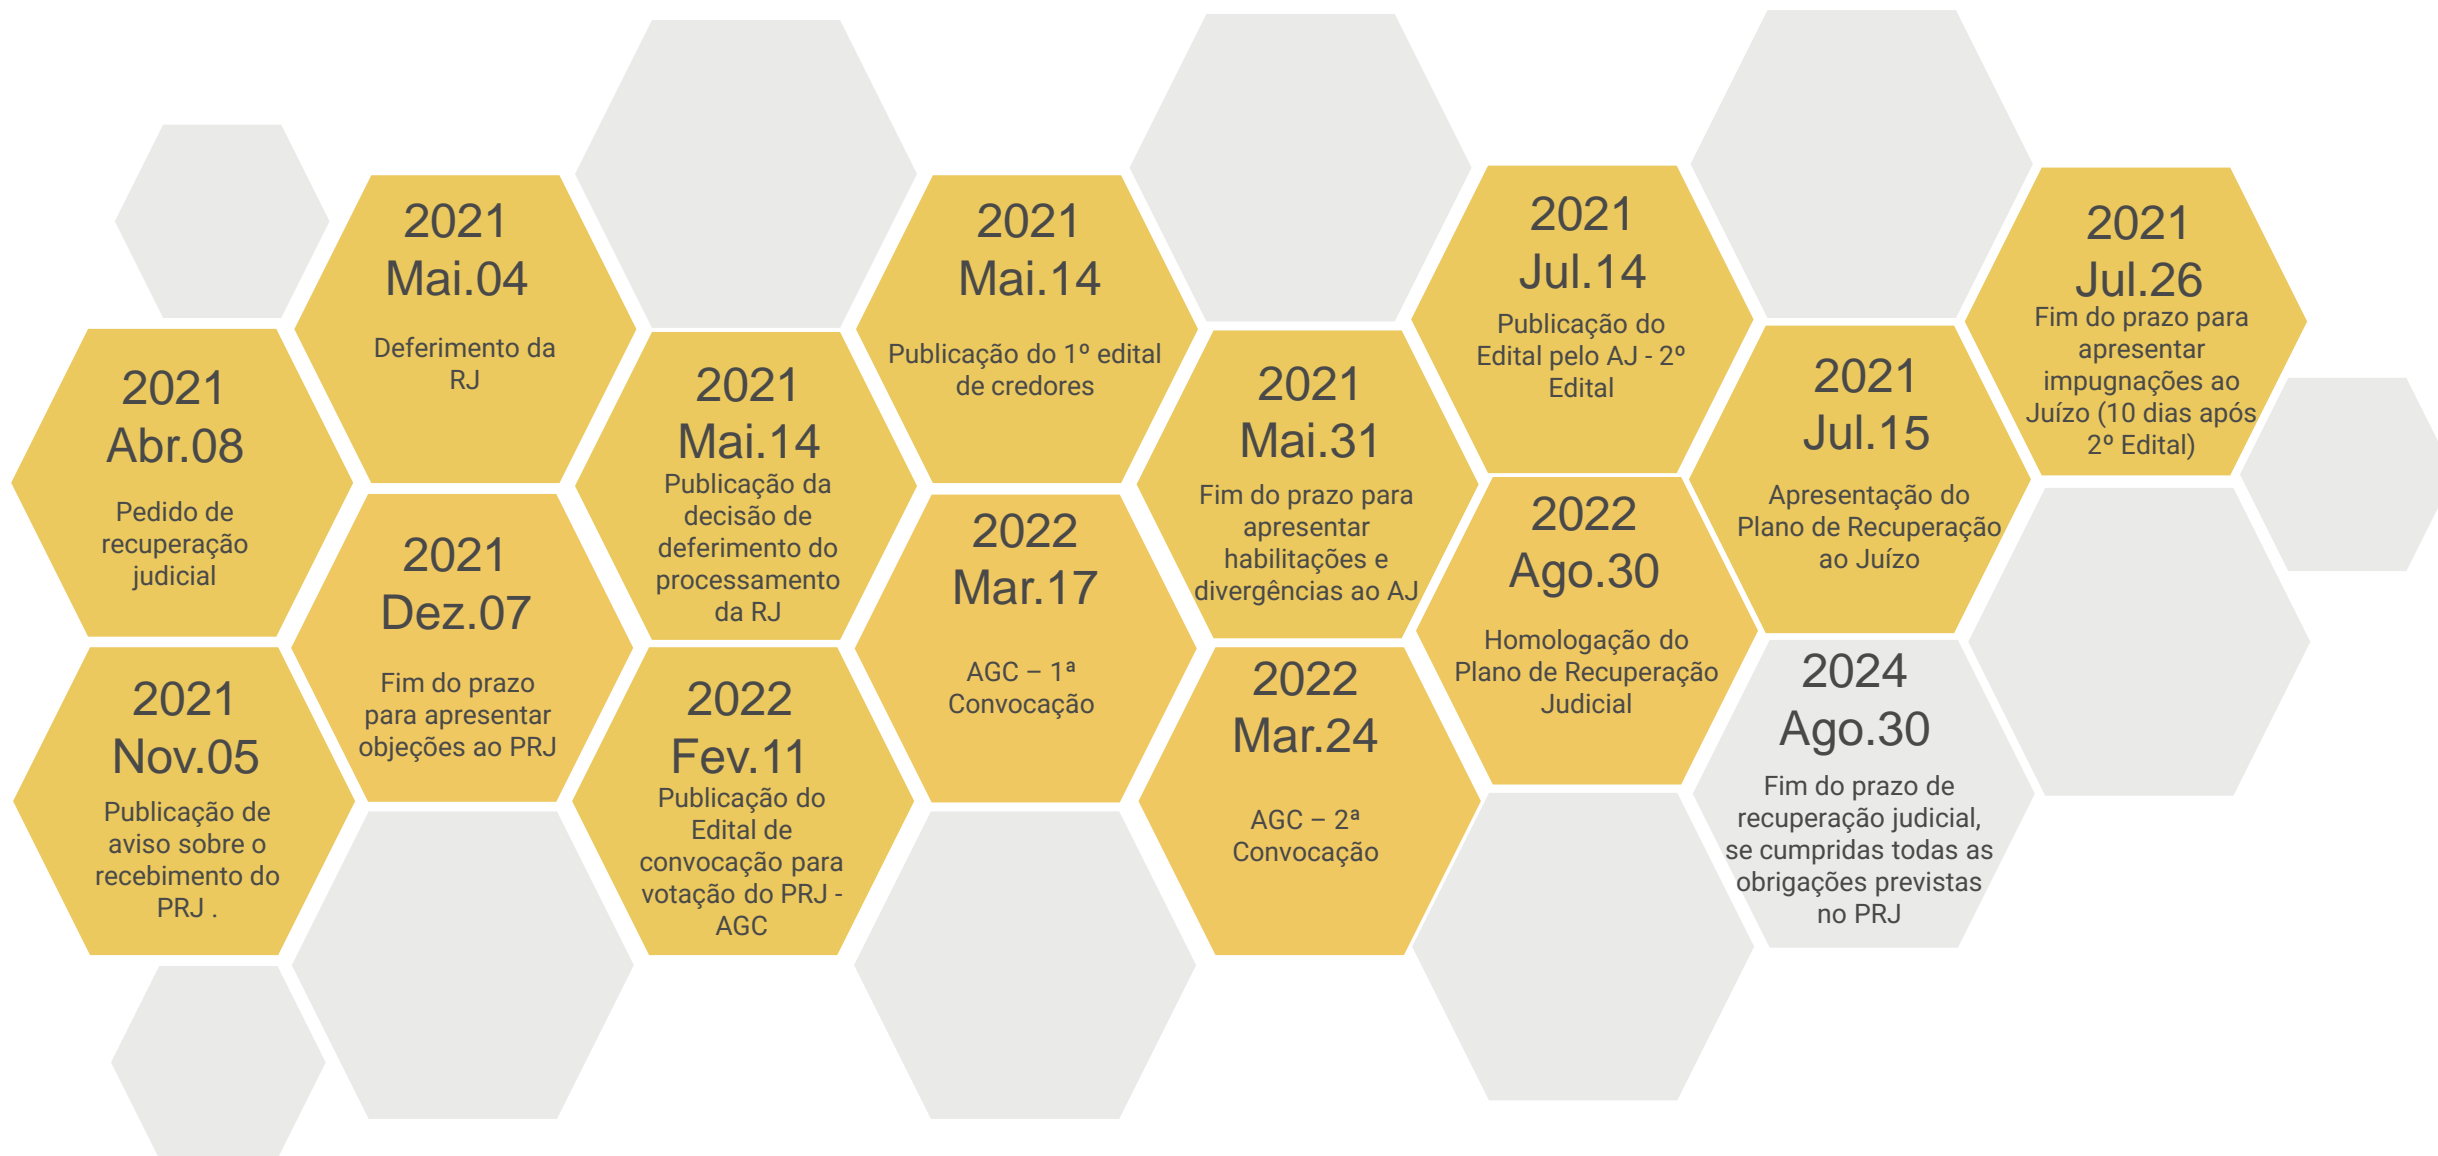 2021
Abr.08
Pedido de
recuperação
judicial
2021
Mai.04
Deferimento da
RJ
2021
Mai.14
Publicação da
decisão de
deferimento do
processamento
da RJ
2021
Mai.14
Publicação do 1º edital
de credores
2021
Mai.31
Fim do prazo para
apresentar
habilitações e
divergências ao AJ
2021
Jul.14
Publicação do
Edital pelo AJ - 2º
Edital
2021
Jul.15
Apresentação do
Plano de Recuperação
ao Juízo
2021
Jul.26
Fim do prazo para
apresentar
impugnações ao
Juízo (10 dias após
2º Edital)
2021
Nov.05
Publicação de
aviso sobre o
recebimento do
PRJ .
2021
Dez.07
Fim do prazo
para apresentar
objeções ao PRJ
2022
Fev.11
Publicação do
Edital de
convocação para
votação do PRJ -
AGC
2022
Mar.17
AGC – 1ª
Convocação
2022
Mar.24
AGC – 2ª
Convocação
2022
Ago.30
Homologação do
Plano de Recuperação
Judicial
2024
Ago.30
Fim do prazo de
recuperação judicial,
se cumpridas todas as
obrigações previstas
no PRJ